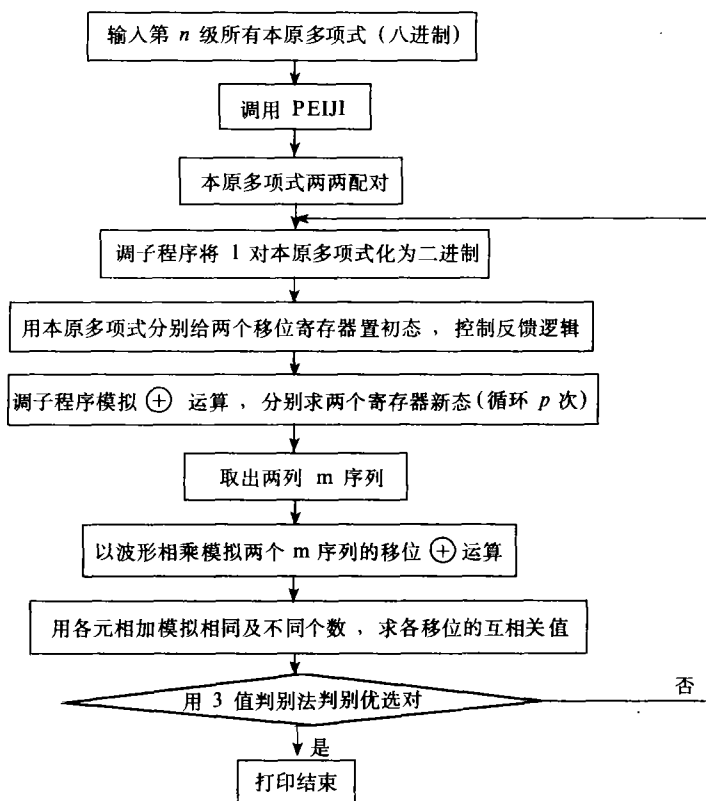 输入第 n 级所有本原多项式（八进制）
调用 PEIJI
本原多项式两两配对
调子程序将 1 对本原多项式化为二进制
用本原多项式分别给两个移位寄存器置初态，控制反馈逻辑
调子程序模拟 ⊕ 运算，分别求两个寄存器新态(循环 p 次)
取出两列 m 序列
以波形相乘模拟两个 m 序列的移位 ⊕ 运算
用各元相加模拟相同及不同个数，求各移位的互相关值
用 3 值判别法判别优选对
否
是
打印结束